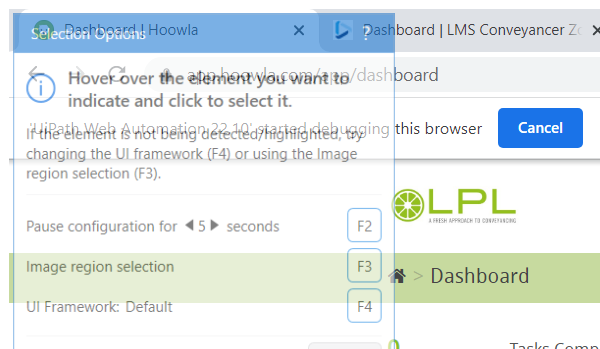 Dashboard | Hoowla
Dashboard | LMS Conveyancer Zo
Selection Options
?
app.hoowla.com/app/dashboard
Hover over the element you want to
indicate and click to select it.
'UiPath Web Automation 22.10' started debugging this browser
Cancel
If the element is not being detected/highlighted, try
changing the UI framework (F4) or using the Image
region selection (F3).
LPL
A FRESH APPROACH TO CONVEYANCING
Pause configuration for 5 seconds F2
Image region selection F3
> Dashboard
UI Framework: Default F4
Tasks Comp